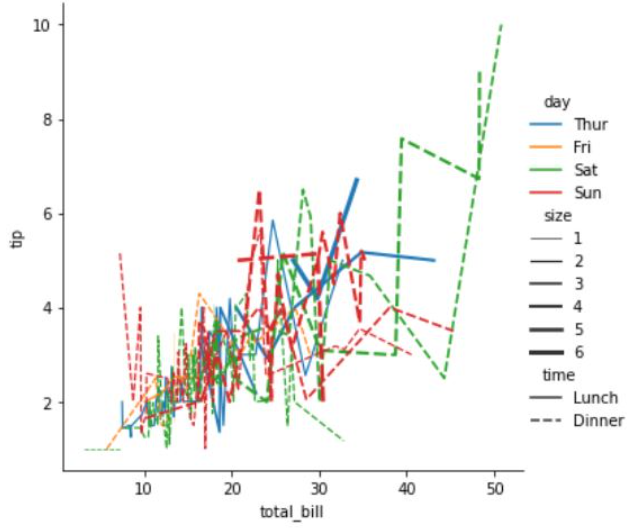 10
8
6
4
2
tip
10 20 30 40 50
total_bill
day
Thur
Fri
Sat
Sun
size
1
2
3
4
5
6
time
Lunch
Dinner